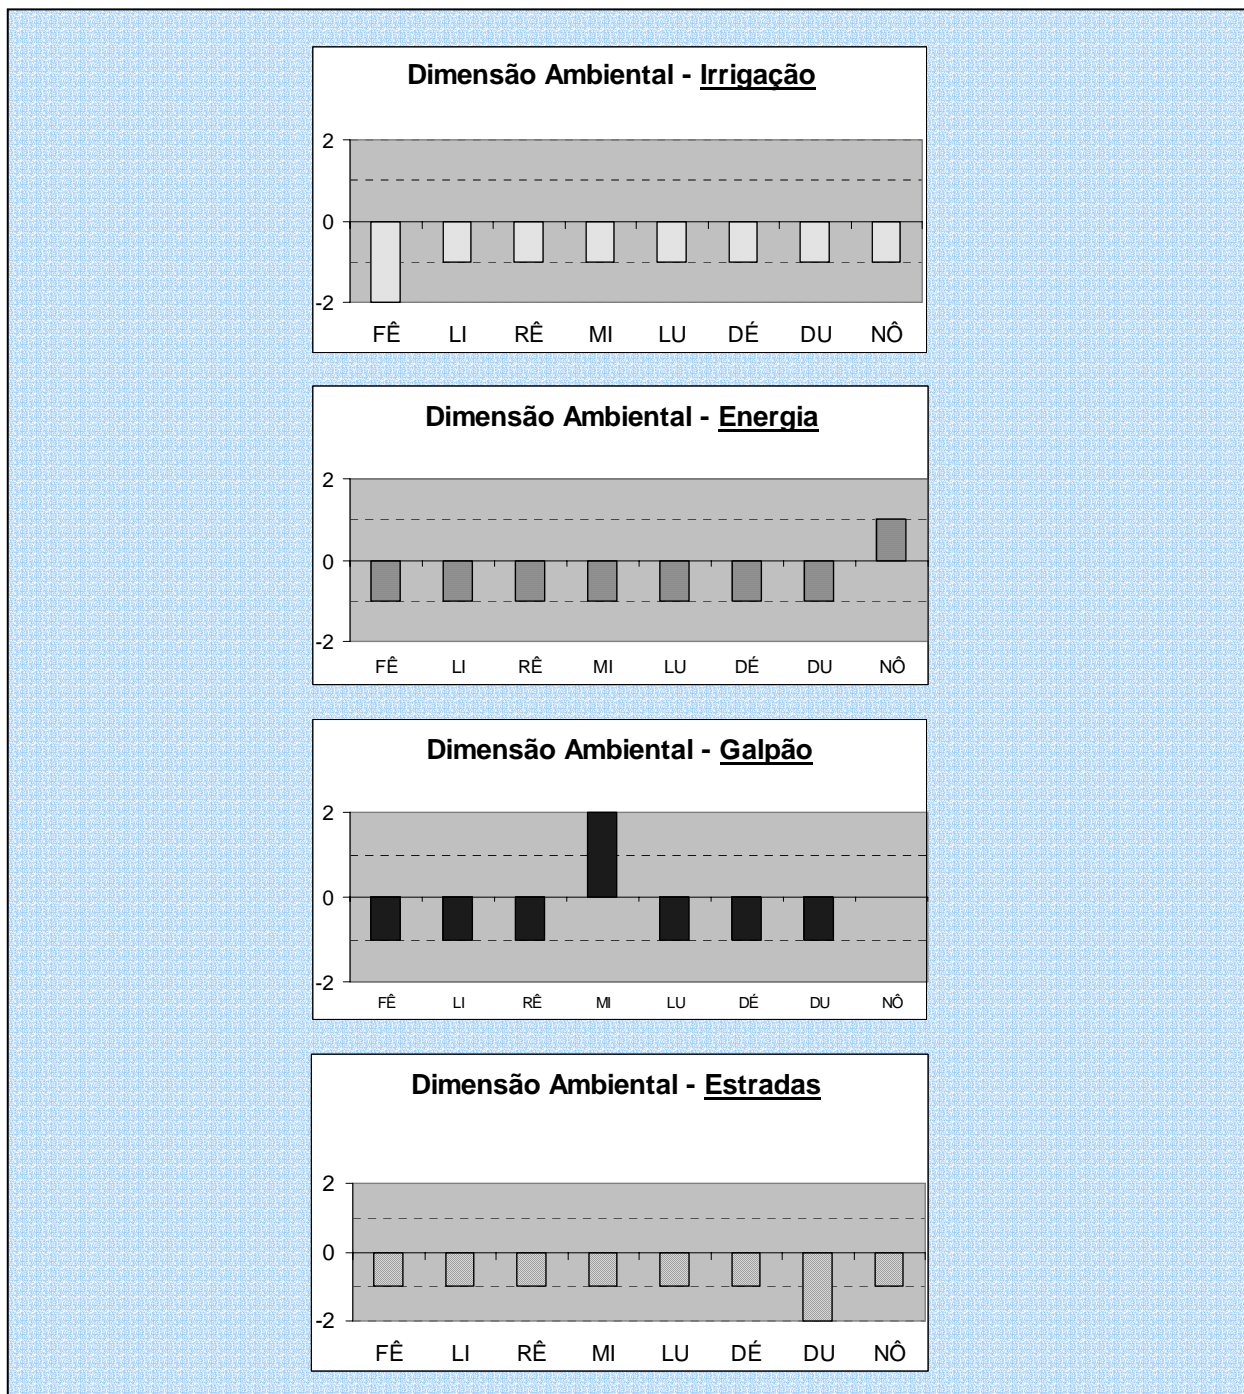 Dimensão Ambiental - Irrigação
2
0
-2
FÊ LI RÊ MI LU DÉ DU NÔ
Dimensão Ambiental - Energia
2
0
-2
FÊ LI RÊ MI LU DÉ DU NÔ
Dimensão Ambiental - Galpão
2
0
-2
FÊ LI RÊ MI LU DÉ DU NÔ
Dimensão Ambiental - Estradas
2
0
-2
FÊ LI RÊ MI LU DÉ DU NÔ